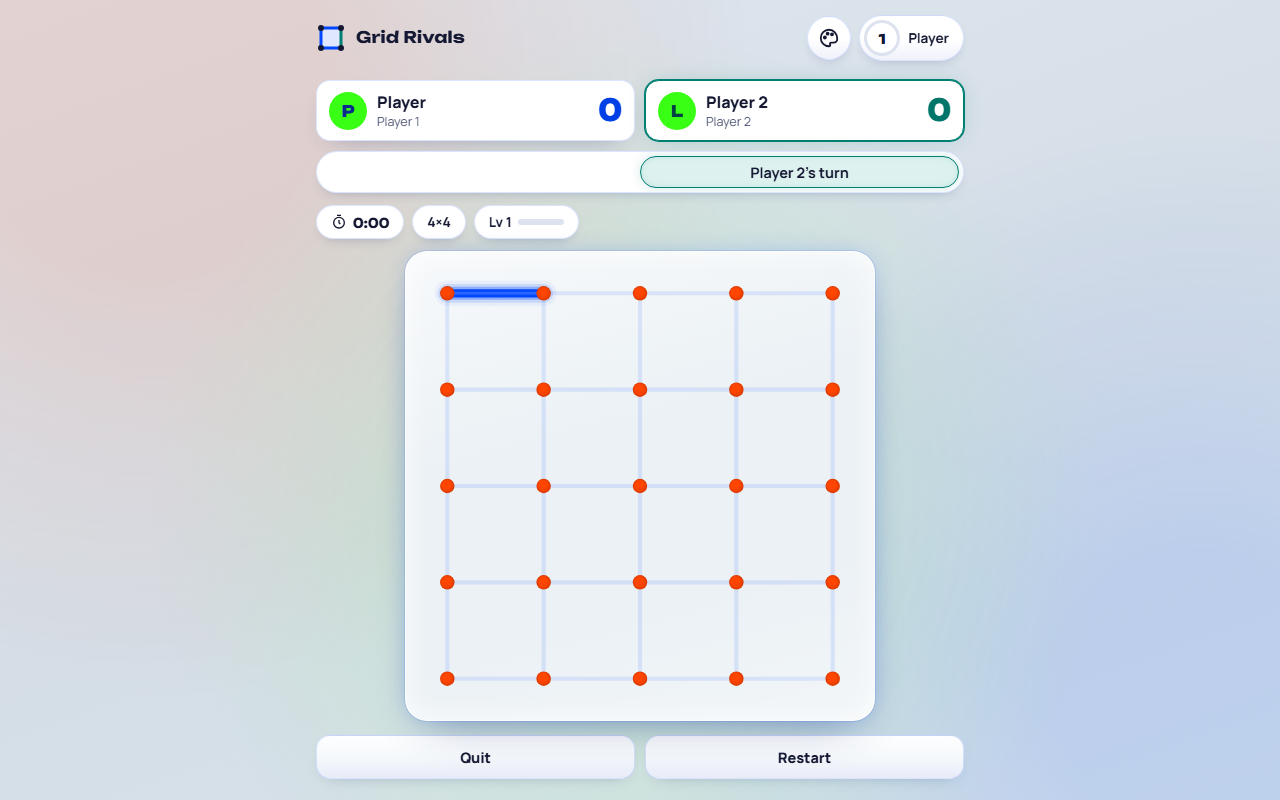 Grid Rivals
1 Player
P Player 0
Player 1
L Player 2 0
Player 2
Player 2's turn
0:00 4×4 Lv 1
Quit Restart